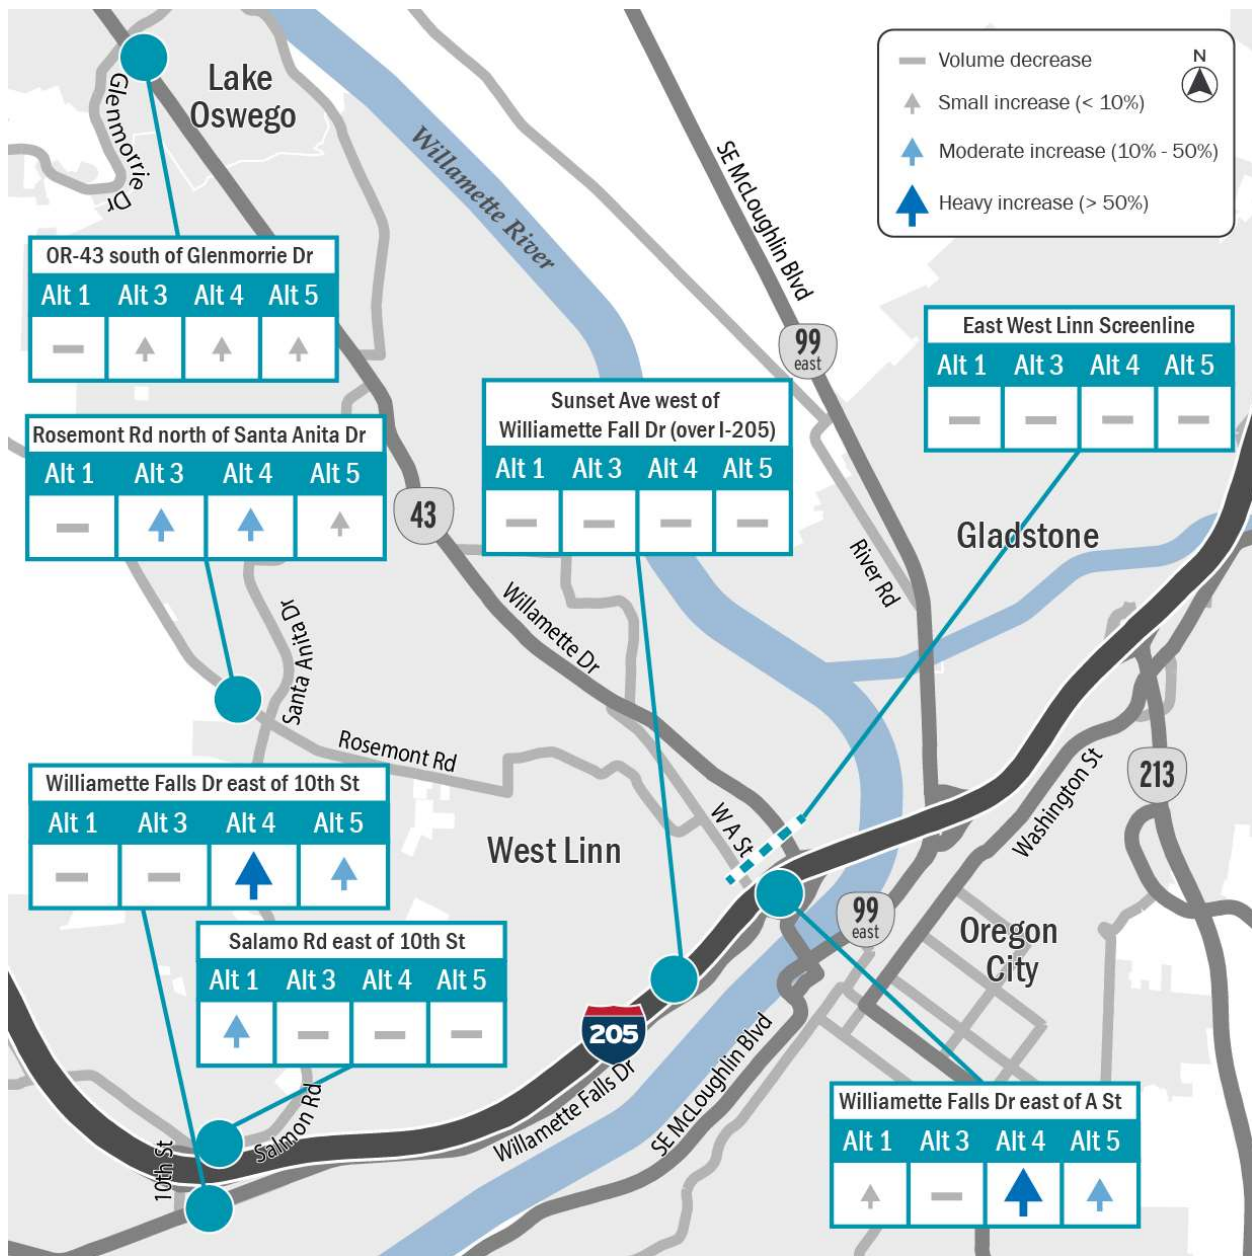 Volume decrease
N
Small increase (< 10%)
Moderate increase (10% - 50%)
Heavy increase (> 50%)
Lake
Oswego
Glenmorrie
Dr
Willamette River
SE McLoughlin Blvd
OR-43 south of Glenmorrie Dr
Alt 1 Alt 3 Alt 4 Alt 5
99
east
East West Linn Screenline
Alt 1 Alt 3 Alt 4 Alt 5
Sunset Ave west of
Williamette Fall Dr (over I-205)
Alt 1 Alt 3 Alt 4 Alt 5
Rosemont Rd north of Santa Anita Dr
Alt 1 Alt 3 Alt 4 Alt 5
43
Gladstone
River Rd
Willamette Dr
Santa Anita Dr
Rosemont Rd
Williamette Falls Dr east of 10th St
Alt 1 Alt 3 Alt 4 Alt 5
West Linn
W A St
Washington St
213
99
east
Oregon
City
Salamo Rd east of 10th St
Alt 1 Alt 3 Alt 4 Alt 5
205
Willamette Falls Dr
SE McLoughlin Blvd
Salmon Rd
10th St
Williamette Falls Dr east of A St
Alt 1 Alt 3 Alt 4 Alt 5